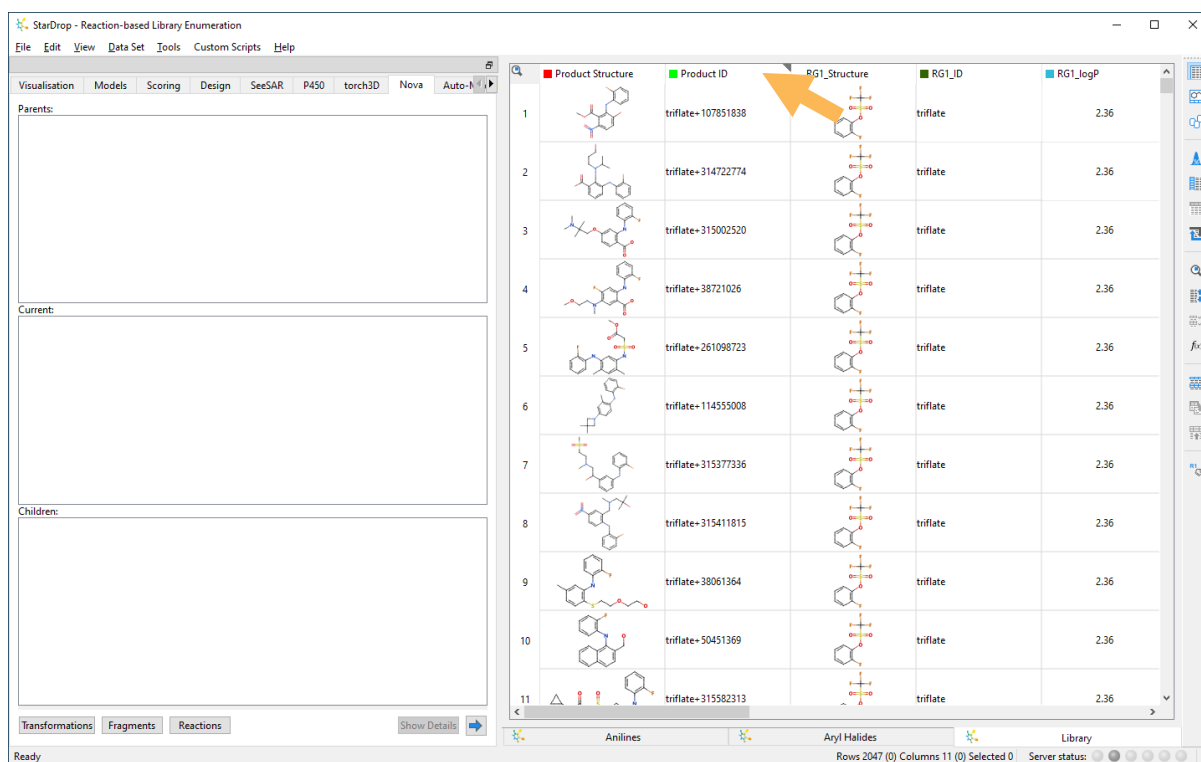 StarDrop - Reaction-based Library Enumeration
File Edit View Data Set Tools Custom Scripts Help
Visualisation Models Scoring Design SeeSAR P450 torch3D Nova
Parents:
Current:
Children:
Transformations Fragments Reactions Show Details
Product Structure Product ID RG1_Structure RG1_ID RG1_logP
1 triflate+107851838 triflate 2.36
2 triflate+314722774 triflate 2.36
3 triflate+315002520 triflate 2.36
4 triflate+38721026 triflate 2.36
5 triflate+261098723 triflate 2.36
6 triflate+114555008 triflate 2.36
7 triflate+315377336 triflate 2.36
8 triflate+315411815 triflate 2.36
9 triflate+38061364 triflate 2.36
10 triflate+50451369 triflate 2.36
11 triflate+315582313 triflate 2.36
Anilines Aryl Halides Library
Ready Rows 2047 (0) Columns 11 (0) Selected 0 Server status: